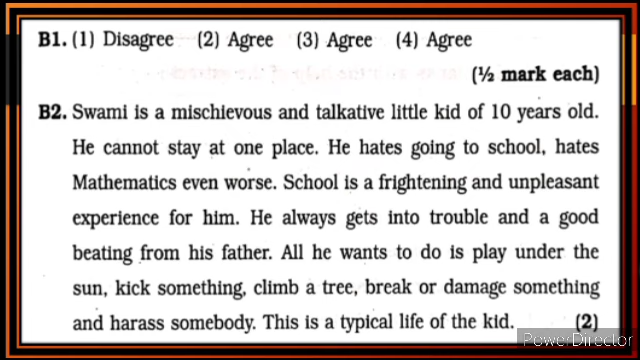 B1. (1) Disagree (2) Agree (3) Agree (4) Agree
(½ mark each)
B2. Swami is a mischievous and talkative little kid of 10 years old.
He cannot stay at one place. He hates going to school, hates
Mathematics even worse. School is a frightening and unpleasant
experience for him. He always gets into trouble and a good
beating from his father. All he wants to do is play under the
sun, kick something, climb a tree, break or damage something
and harass somebody. This is a typical life of the kid. (2)
PowerDirector